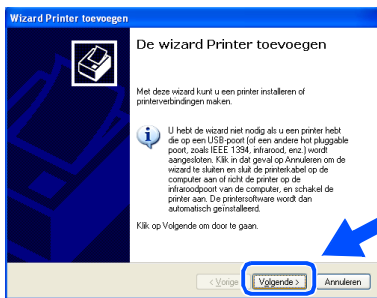 Wizard Printer toevoegen
De wizard Printer toevoegen
Met deze wizard kunt u een printer installeren of
printerverbindingen maken.
U hebt de wizard niet nodig als u een printer hebt
die op een USB-poort (of een andere hot pluggable
poort, zoals IEEE 1394, infrarood, enz.) wordt
aangesloten. Klik in dat geval op Annuleren om de
wizard te sluiten en sluit de printerkabel op de
computer aan of richt de printer op de
infraroodpoort van de computer, en schakel de
printer aan. De printersoftware wordt dan
automatisch geïnstalleerd.
Klik op Volgende om door te gaan.
< Vorige
Volgende >
Annuleren